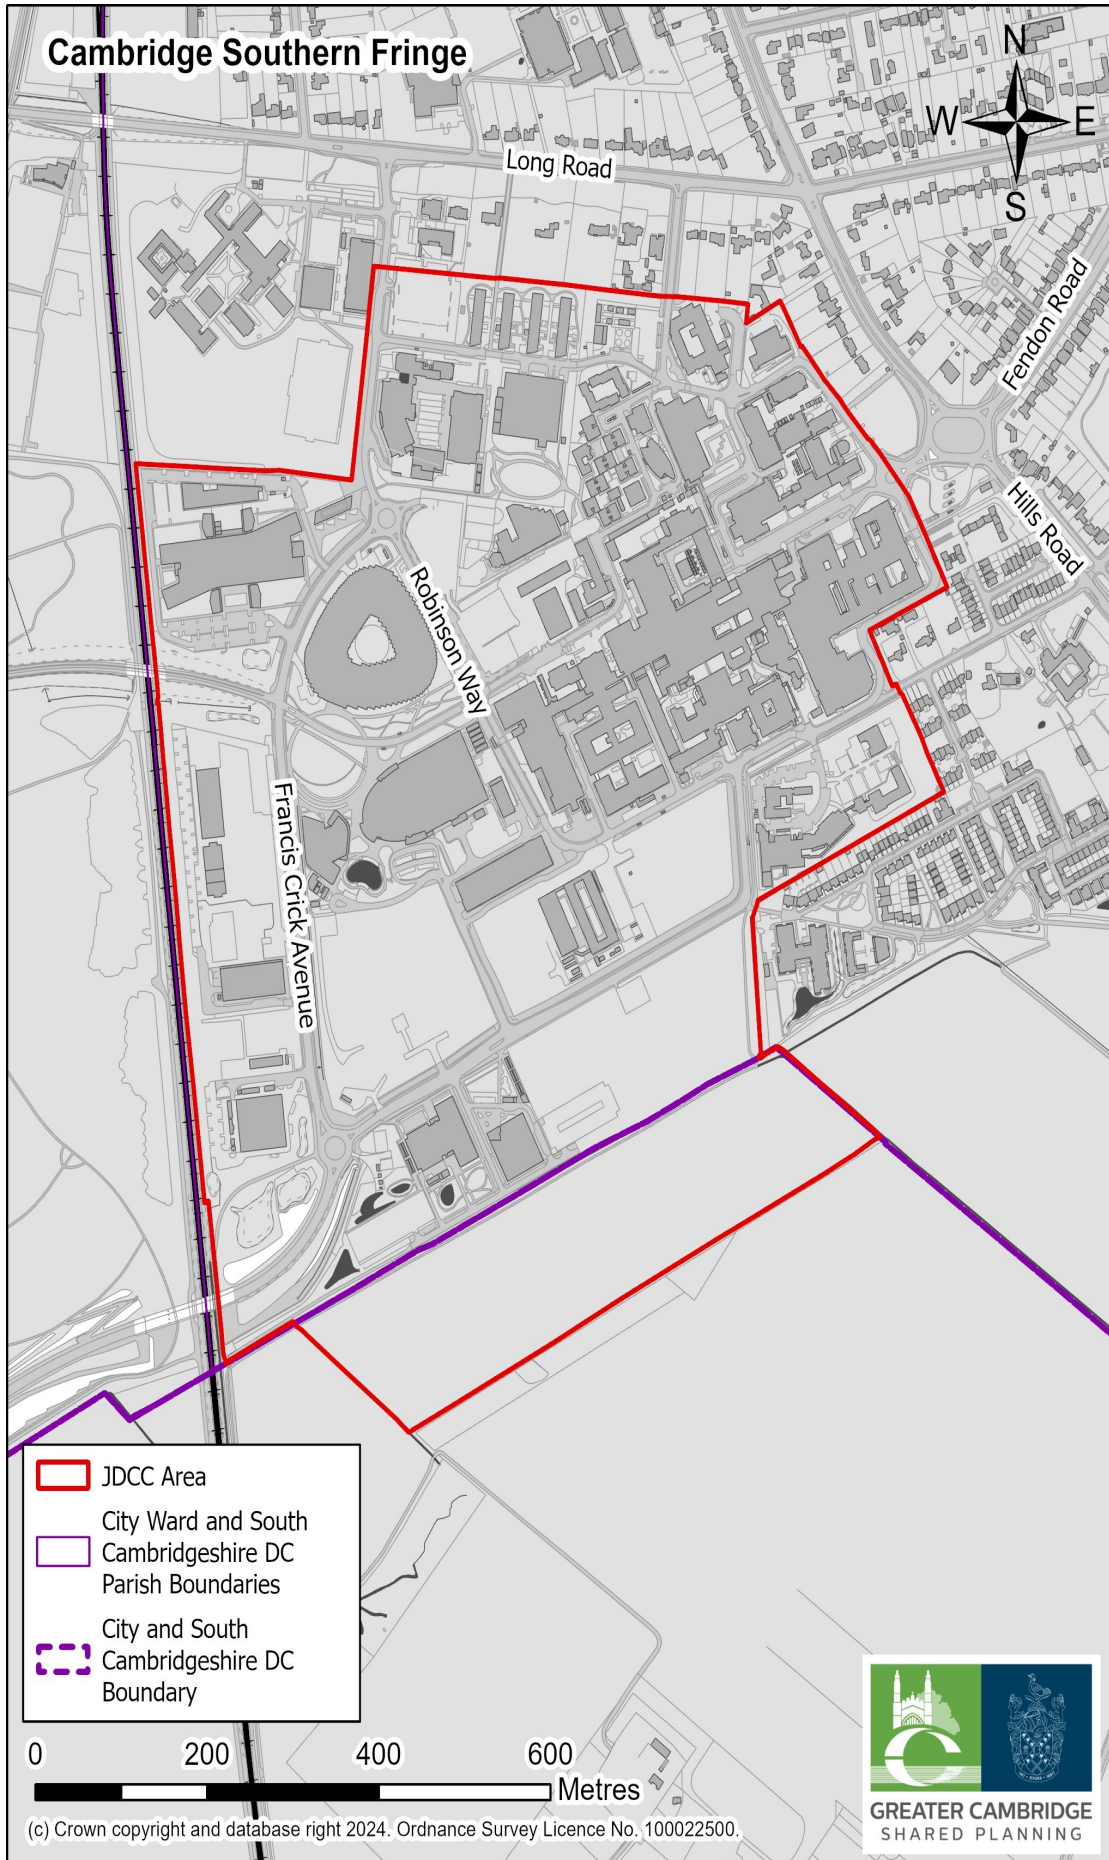 Cambridge Southern Fringe
N
W
E
S
Long Road
Fendon Road
Hills Road
Robinson Way
Francis Crick Avenue
JDCC Area
City Ward and South
Cambridgeshire DC
Parish Boundaries
City and South
Cambridgeshire DC
Boundary
0 200 400 600
Metres
(c) Crown copyright and database right 2024. Ordnance Survey Licence No. 100022500.
GREATER CAMBRIDGE
SHARED PLANNING